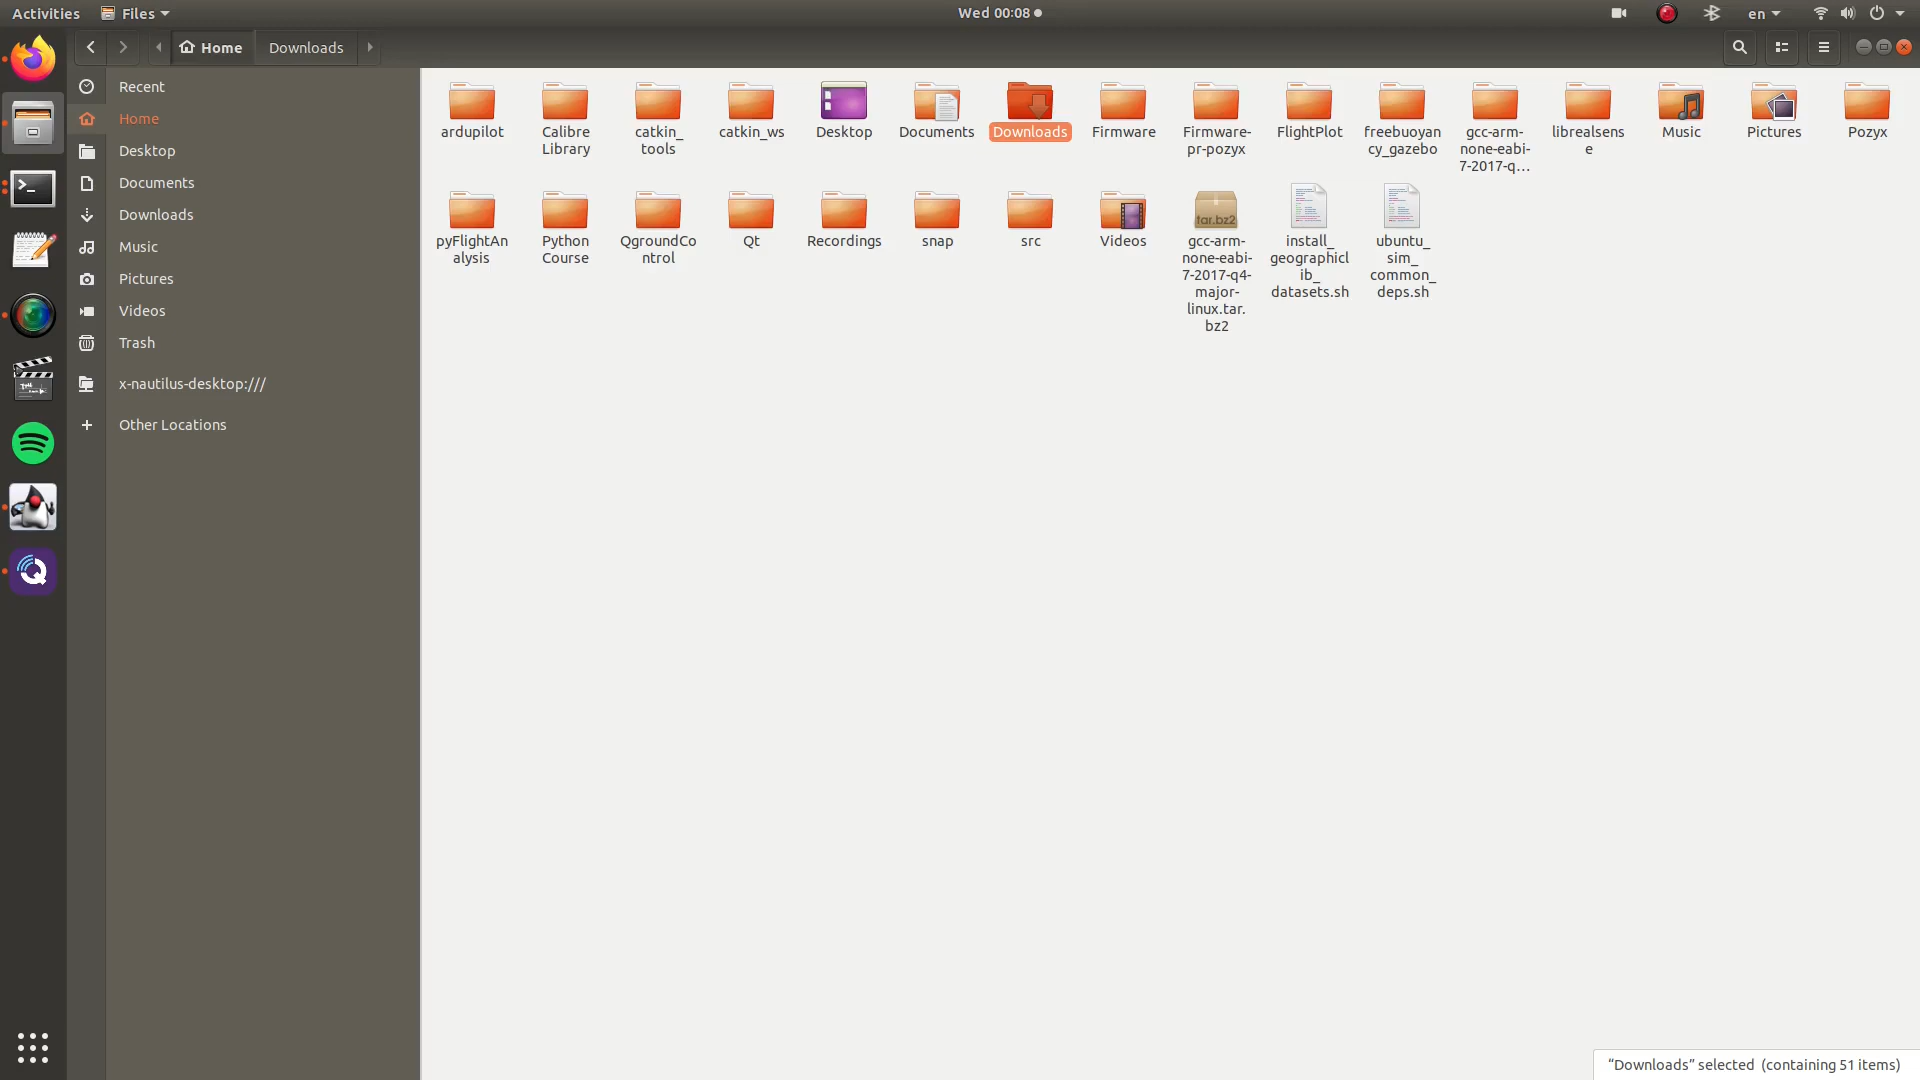 Activities
Files
Wed 00:08
en
Home
Downloads
Recent
Home
Desktop
Documents
Downloads
Music
Pictures
Videos
Trash
x-nautilus-desktop:///
Other Locations
ardupilot
Calibre
Library
catkin_
tools
catkin_ws
Desktop
Documents
Downloads
Firmware
Firmware-
pr-pozyx
FlightPlot
freebuoyan
cy_gazebo
gcc-arm-
none-eabi-
7-2017-q…
librealsens
e
Music
Pictures
Pozyx
pyFlightAn
alysis
Python
Course
QgroundCo
ntrol
Qt
Recordings
snap
src
Videos
tar.bz2
gcc-arm-
none-eabi-
7-2017-q4-
major-
linux.tar.
bz2
install_
geographicl
ib_
datasets.sh
ubuntu_
sim_
common_
deps.sh
“Downloads” selected (containing 51 items)